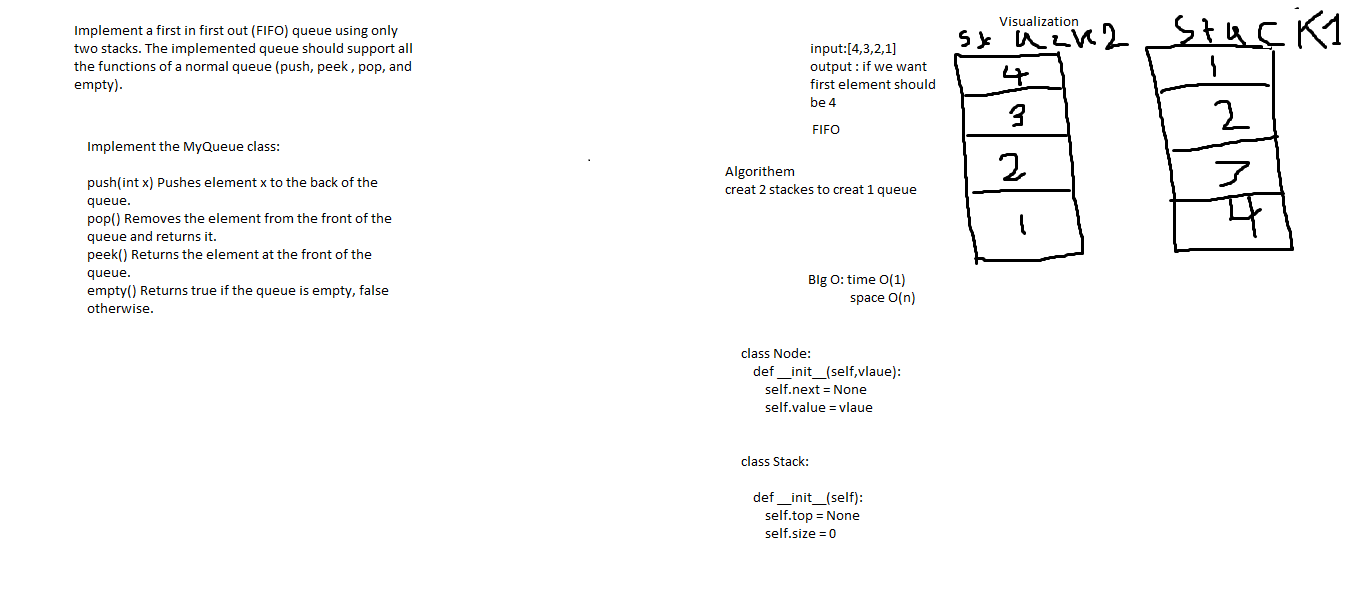 Implement a first in first out (FIFO) queue using only
two stacks. The implemented queue should support all
the functions of a normal queue (push, peek , pop, and
empty).
Implement the MyQueue class:
push(int x) Pushes element x to the back of the
queue.
pop() Removes the element from the front of the
queue and returns it.
peek() Returns the element at the front of the
queue.
empty() Returns true if the queue is empty, false
otherwise.
input:[4,3,2,1]
output : if we want
first element should
be 4
FIFO
Algorithem
creat 2 stackes to creat 1 queue
BIg O: time O(1)
space O(n)
class Node:
def __init__(self,vlaue):
self.next = None
self.value = vlaue
class Stack:
def __init__(self):
self.top = None
self.size = 0
Visualization
4
3
2
1
Stack1
1
2
3
4